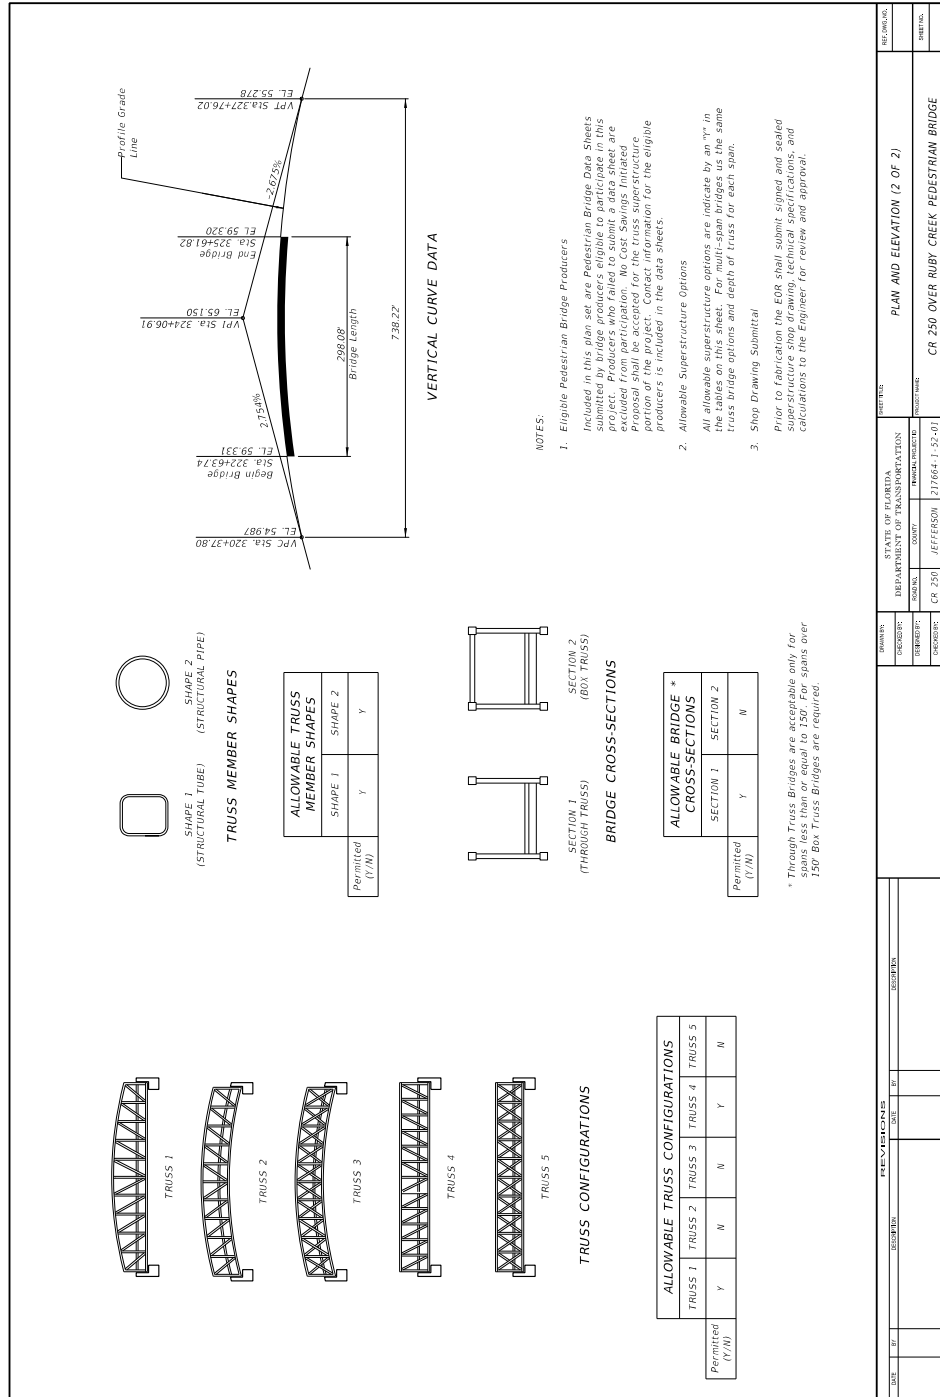 TRUSS 1
TRUSS 2
TRUSS 3
TRUSS 4
TRUSS 5
TRUSS CONFIGURATIONS
ALLOWABLE TRUSS CONFIGURATIONS
TRUSS 1 TRUSS 2 TRUSS 3 TRUSS 4 TRUSS 5
Permitted
(Y/N)
Y N N Y N
SHAPE 1
(STRUCTURAL TUBE)
SHAPE 2
(STRUCTURAL PIPE)
TRUSS MEMBER SHAPES
ALLOWABLE TRUSS
MEMBER SHAPES
SHAPE 1 SHAPE 2
Permitted
(Y/N)
Y Y
SECTION 1
(THROUGH TRUSS)
SECTION 2
(BOX TRUSS)
BRIDGE CROSS-SECTIONS
ALLOWABLE BRIDGE *
CROSS-SECTIONS
SECTION 1 SECTION 2
Permitted
(Y/N)
Y N
* Through Truss Bridges are acceptable only for
spans less than or equal to 150'. For spans over
150' Box Truss Bridges are required.
Profile Grade
Line
VPC Sta. 320+37.80
EL. 54.987
Begin Bridge
Sta. 322+63.74
EL. 59.331
2.754%
VPI Sta. 324+06.91
EL. 65.150
End Bridge
Sta. 325+61.82
EL. 59.320
-2.675%
VPT Sta.327+76.02
EL. 55.278
298.08'
Bridge Length
738.22'
VERTICAL CURVE DATA
NOTES:
1. Eligible Pedestrian Bridge Producers
Included in this plan set are Pedestrian Bridge Data Sheets
submitted by bridge producers eligible to participate in this
project. Producers who failed to submit a data sheet are
excluded from participation. No Cost Savings Initiated
Proposal shall be accepted for the truss superstructure
portion of the project. Contact information for the eligible
producers is included in the data sheets.
2. Allowable Superstructure Options
All allowable superstructure options are indicate by an "Y" in
the tables on this sheet. For multi-span bridges us the same
truss bridge options and depth of truss for each span.
3. Shop Drawing Submittal
Prior to fabrication the EOR shall submit signed and sealed
superstructure shop drawing, technical specifications, and
calculations to the Engineer for review and approval.
REVISIONS
DATE BY DESCRIPTION DATE BY DESCRIPTION
DRAWN BY:
CHECKED BY:
DESIGNED BY:
CHECKED BY:
STATE OF FLORIDA
DEPARTMENT OF TRANSPORTATION
ROAD NO. COUNTY FINANCIAL PROJECT ID
CR 250 JEFFERSON 217664-1-52-01
SHEET TITLE:
PLAN AND ELEVATION (2 OF 2)
PROJECT NAME:
CR 250 OVER RUBY CREEK PEDESTRIAN BRIDGE
REF. DWG. NO.
SHEET NO.